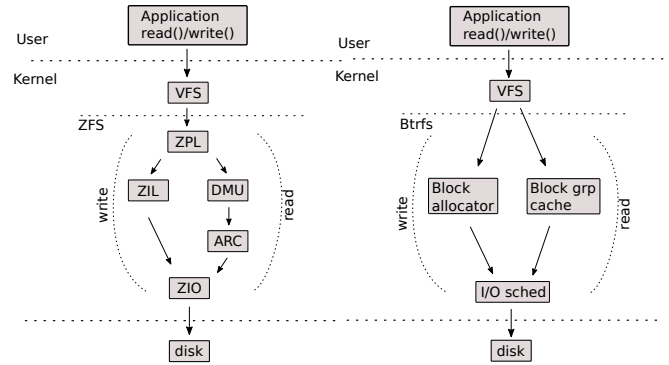 Application
read()/write()
User
Kernel
VFS
ZFS
ZPL
ZIL
DMU
write
read
ARC
ZIO
disk
Application
read()/write()
User
Kernel
VFS
Btrfs
Block
allocator
Block grp
cache
write
read
I/O sched
disk